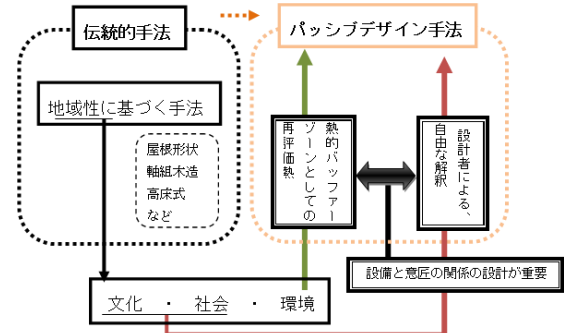 伝統的手法
パッシブデザイン手法
地域性に基づく手法
屋根形状
軸組木造
高床式
など
熱的バッファー
ゾーンとしての
再評価熱
設計者による、
自由な解釈
設備と意匠の関係の設計が重要
文化 ・ 社会 ・ 環境